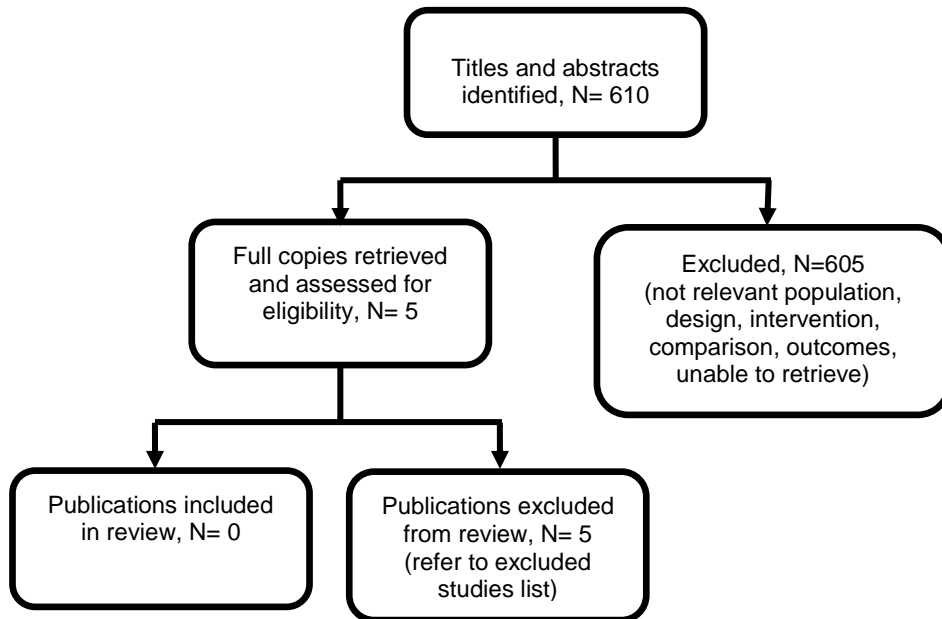 Titles and abstracts
identified, N= 610
Full copies retrieved
and assessed for
eligibility, N= 5
Excluded, N=605
(not relevant population,
design, intervention,
comparison, outcomes,
unable to retrieve)
Publications included
in review, N= 0
Publications excluded
from review, N= 5
(refer to excluded
studies list)